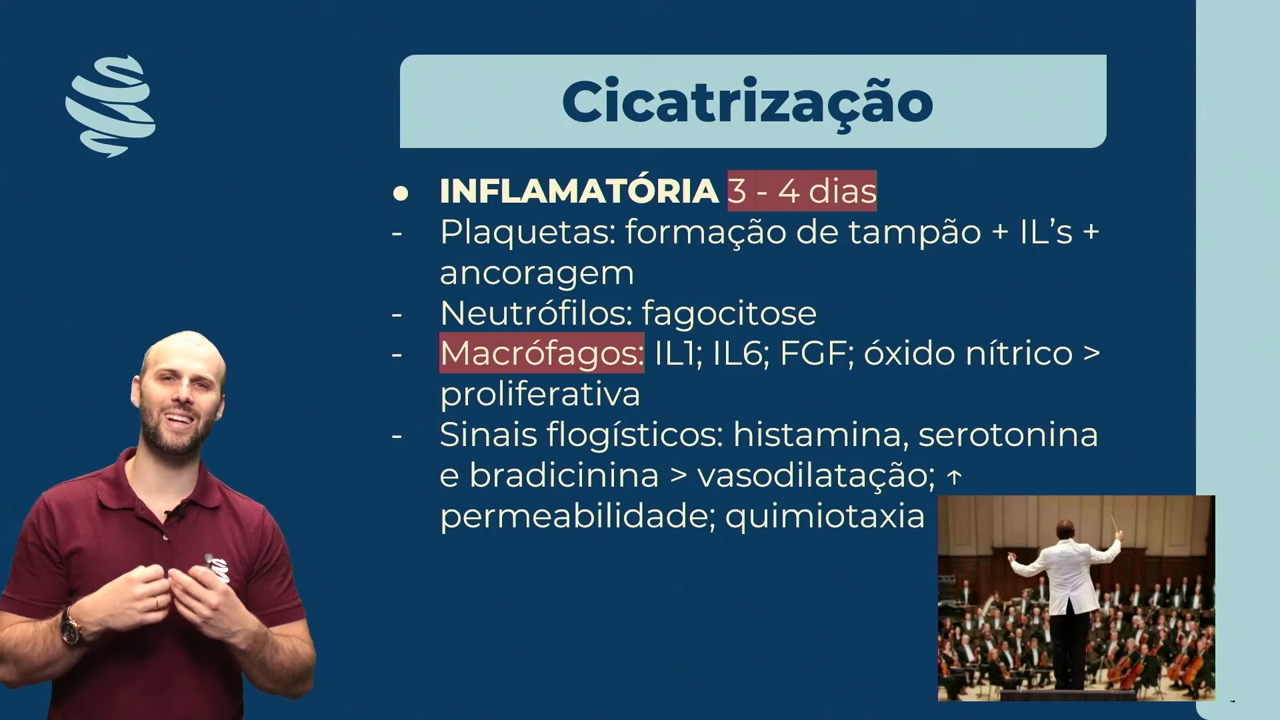 Cicatrização
● INFLAMATÓRIA 3 - 4 dias
- Plaquetas: formação de tampão + IL’s +
ancoragem
- Neutrófilos: fagocitose
- Macrófagos: IL1; IL6; FGF; óxido nítrico >
proliferativa
- Sinais flogísticos: histamina, serotonina
e bradicinina > vasodilatação; ↑
permeabilidade; quimiotaxia